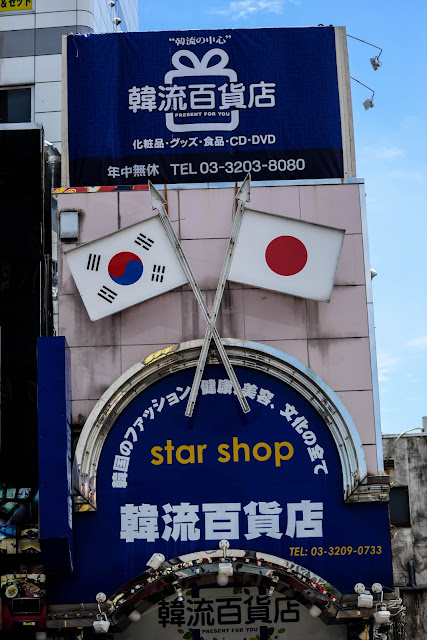 “韓流の中心”
韓流百貨店
PRESENT FOR YOU
化粧品・グッズ・食品・CD・DVD
年中無休 TEL 03-3203-8080
韓国のファッション、健康、美容、文化の全て
star shop
韓流百貨店
TEL: 03-3209-0733
韓流百貨店
PRESENT FOR YOU